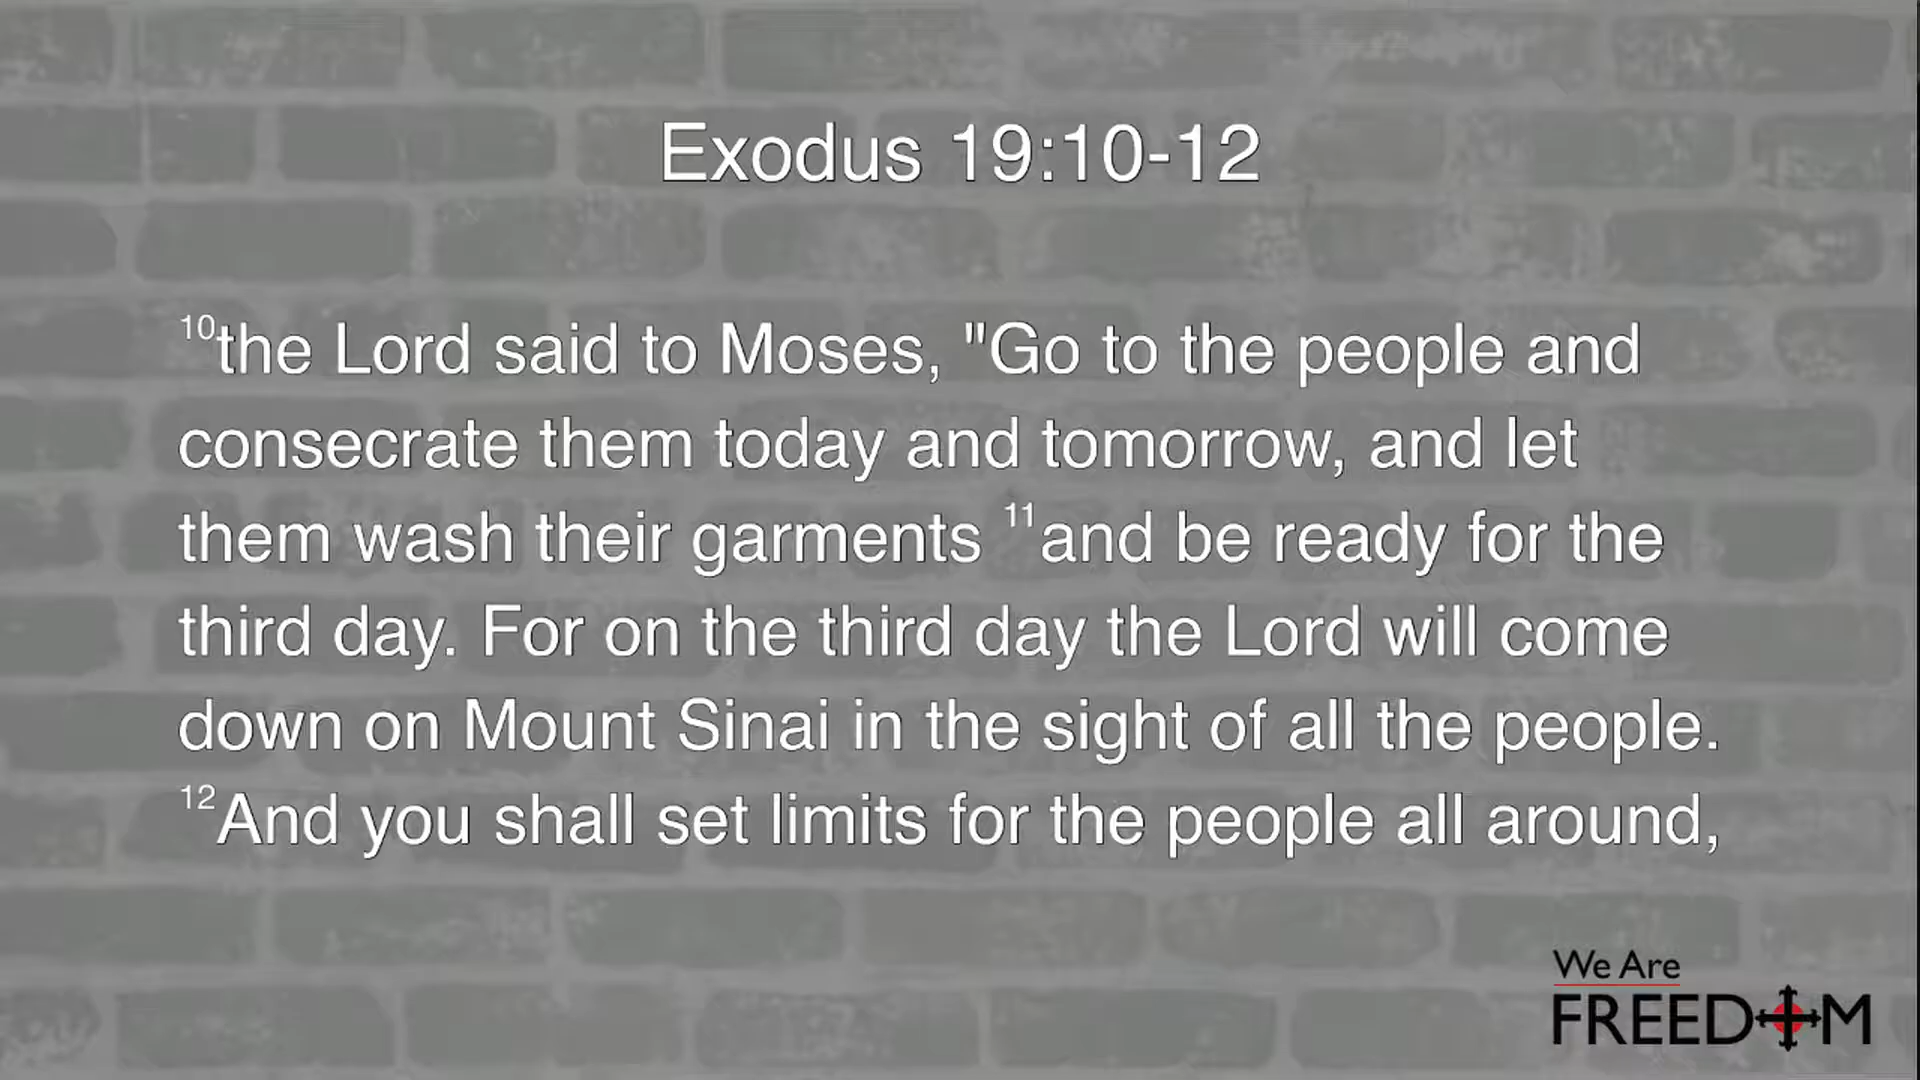 Exodus 19:10-12
10the Lord said to Moses, "Go to the people and
consecrate them today and tomorrow, and let
them wash their garments 11and be ready for the
third day. For on the third day the Lord will come
down on Mount Sinai in the sight of all the people.
12And you shall set limits for the people all around,
We Are
FREEDOM